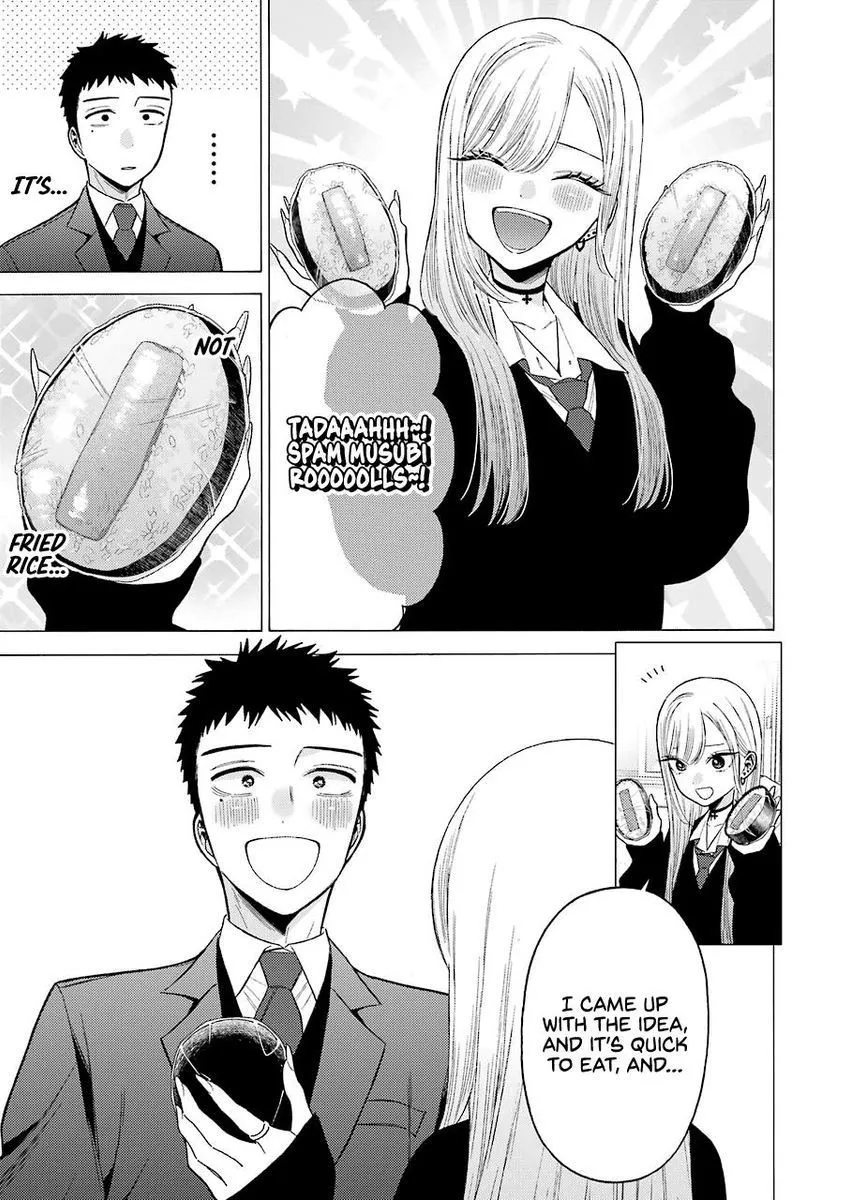 TADAAAHHH~!
SPAM MUSUBI
ROOOOOLLS~!
......
IT'S...
NOT
FRIED
RICE...
I CAME UP
WITH THE IDEA,
AND IT'S QUICK
TO EAT, AND...